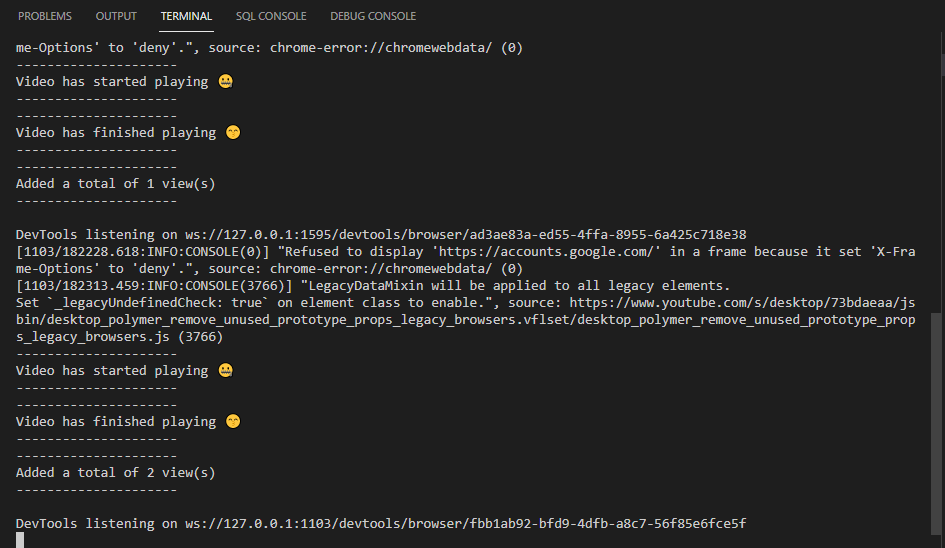 PROBLEMS OUTPUT TERMINAL SQL CONSOLE DEBUG CONSOLE
me-Options' to 'deny'.", source: chrome-error://chromewebdata/ (0)
---------------------
Video has started playing 🤐
---------------------
---------------------
Video has finished playing 😁
---------------------
---------------------
Added a total of 1 view(s)
---------------------
DevTools listening on ws://127.0.0.1:1595/devtools/browser/ad3ae83a-ed55-4ffa-8955-6a425c718e38
[1103/182228.618:INFO:CONSOLE(0)] "Refused to display 'https://accounts.google.com/' in a frame because it set 'X-Fra
me-Options' to 'deny'.", source: chrome-error://chromewebdata/ (0)
[1103/182313.459:INFO:CONSOLE(3766)] "LegacyDataMixin will be applied to all legacy elements.
Set `_legacyUndefinedCheck: true` on element class to enable.", source: https://www.youtube.com/s/desktop/73bdaeaa/js
bin/desktop_polymer_remove_unused_prototype_props_legacy_browsers.vflset/desktop_polymer_remove_unused_prototype_prop
s_legacy_browsers.js (3766)
---------------------
Video has started playing 🤐
---------------------
---------------------
Video has finished playing 😁
---------------------
---------------------
Added a total of 2 view(s)
---------------------
DevTools listening on ws://127.0.0.1:1103/devtools/browser/fbb1ab92-bfd9-4dfb-a8c7-56f85e6fce5f